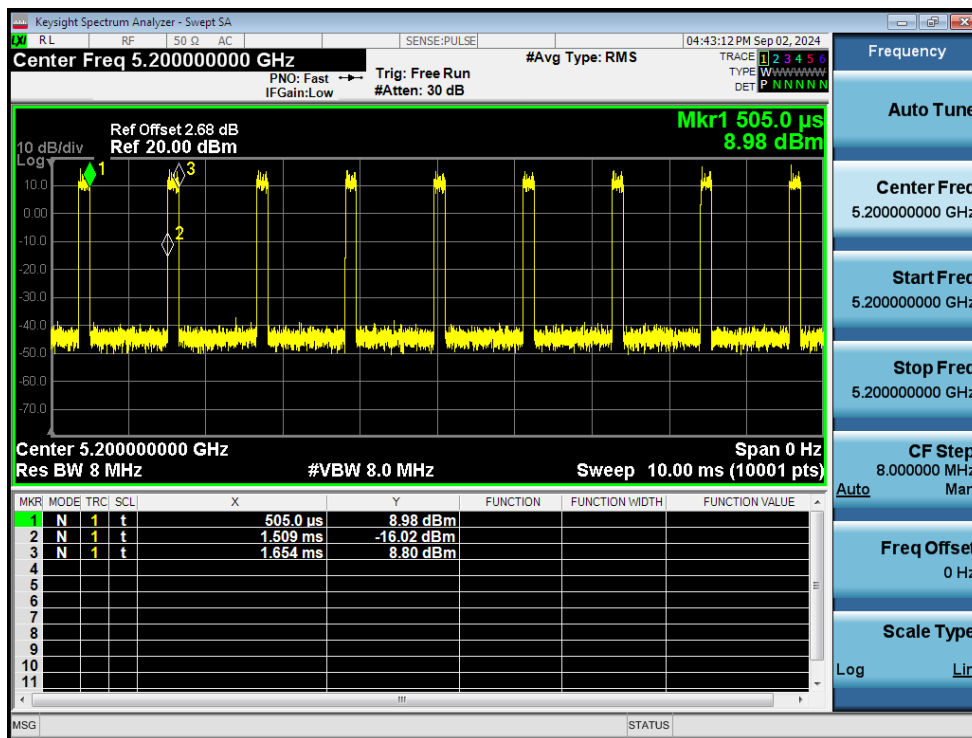 Keysight Spectrum Analyzer - Swept SA
LXI RL RF 50 Ω AC SENSE:PULSE 04:43:12 PM Sep 02, 2024
Center Freq 5.200000000 GHz #Avg Type: RMS TRACE 1 2 3 4 5 6
PNO: Fast Trig: Free Run TYPE WWWWWW
IFGain:Low #Atten: 30 dB DET P N N N N N
Mkr1 505.0 µs
Ref Offset 2.68 dB
10 dB/div Ref 20.00 dBm 8.98 dBm
Log
1
3
10.0
0.00
2
-10.0
-20.0
-30.0
-40.0
-50.0
-60.0
-70.0
Center 5.200000000 GHz Span 0 Hz
Res BW 8 MHz #VBW 8.0 MHz Sweep 10.00 ms (10001 pts)
MKR MODE TRC SCL X Y FUNCTION FUNCTION WIDTH FUNCTION VALUE
1 N 1 t 505.0 µs 8.98 dBm
2 N 1 t 1.509 ms -16.02 dBm
3 N 1 t 1.654 ms 8.80 dBm
4
5
6
7
8
9
10
11
MSG STATUS
Frequency
Auto Tune
Center Freq
5.200000000 GHz
Start Freq
5.200000000 GHz
Stop Freq
5.200000000 GHz
CF Step
8.000000 MHz
Auto Man
Freq Offset
0 Hz
Scale Type
Log Lin